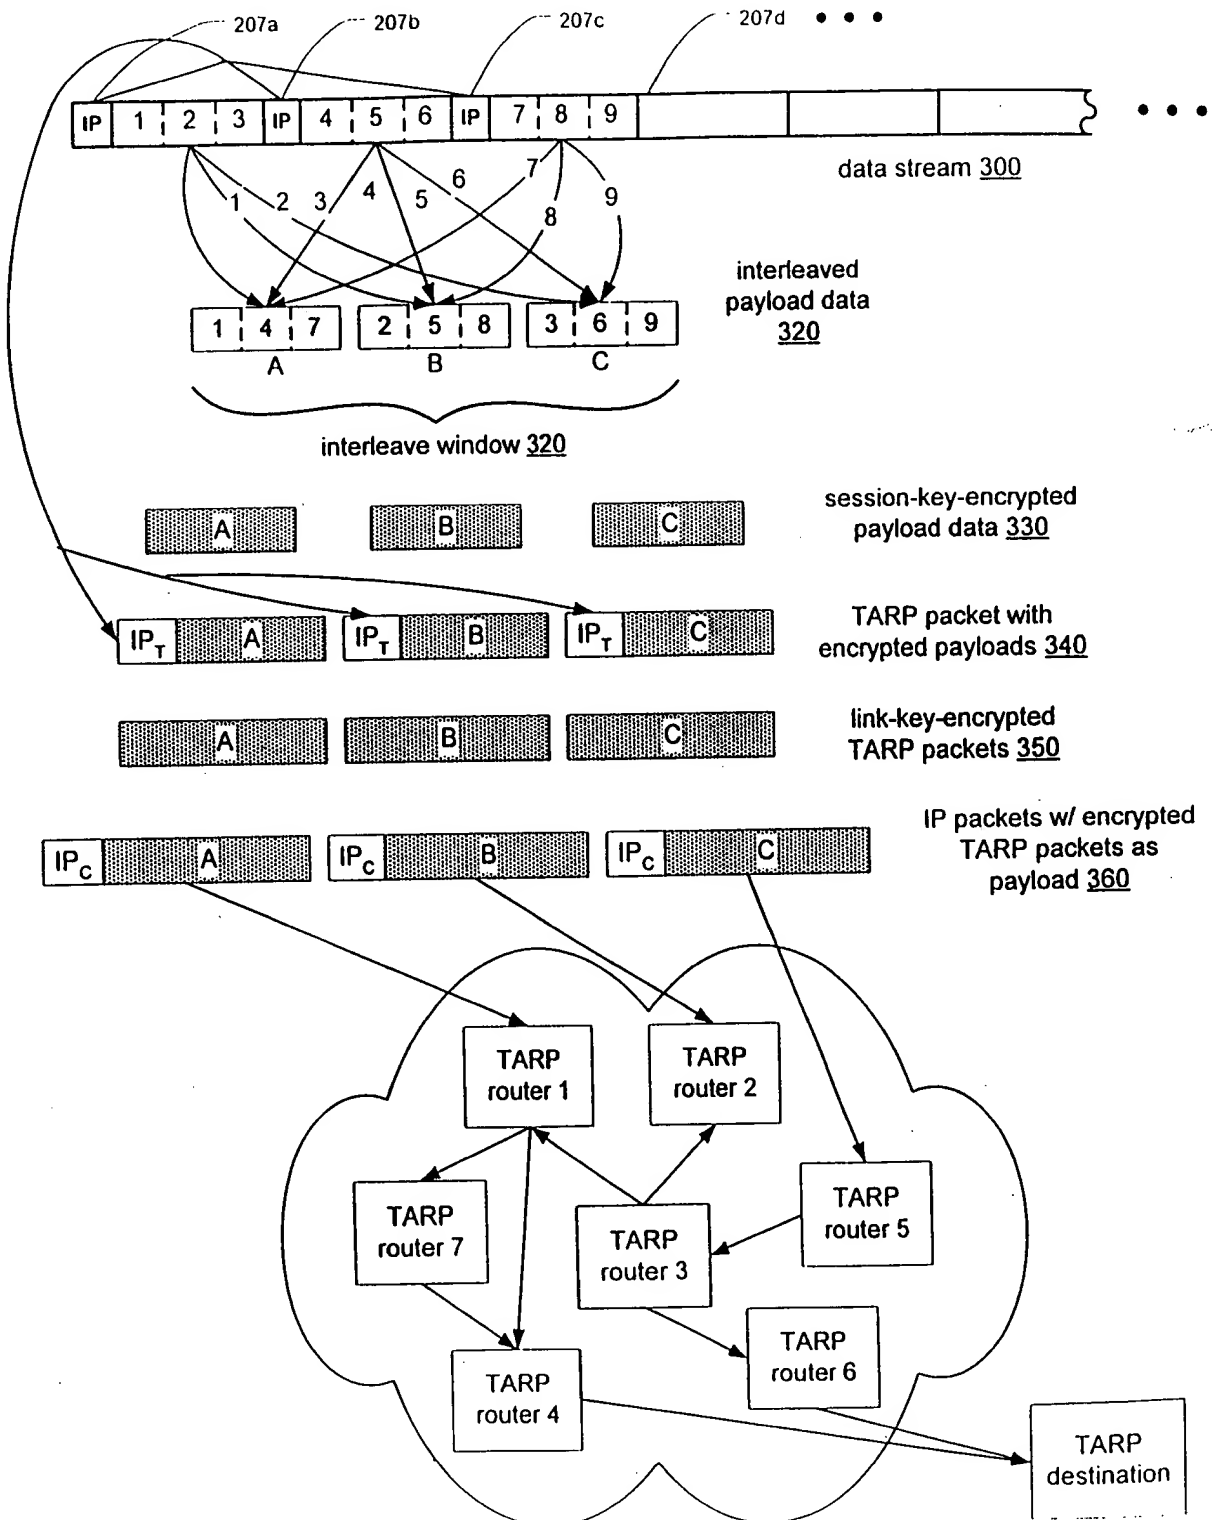 207a 207b 207c 207d • • •
IP 1 2 3 IP 4 5 6 IP 7 8 9 • • •
data stream 300
1 2 3 4 5 6 7 8 9
interleaved
payload data
320
1 4 7 2 5 8 3 6 9
A B C
interleave window 320
A B C
session-key-encrypted
payload data 330
IPT A IPT B IPT C
TARP packet with
encrypted payloads 340
A B C
link-key-encrypted
TARP packets 350
IPC A IPC B IPC C
IP packets w/ encrypted
TARP packets as
payload 360
TARP
router 1
TARP
router 2
TARP
router 5
TARP
router 7
TARP
router 3
TARP
router 6
TARP
router 4
TARP
destination